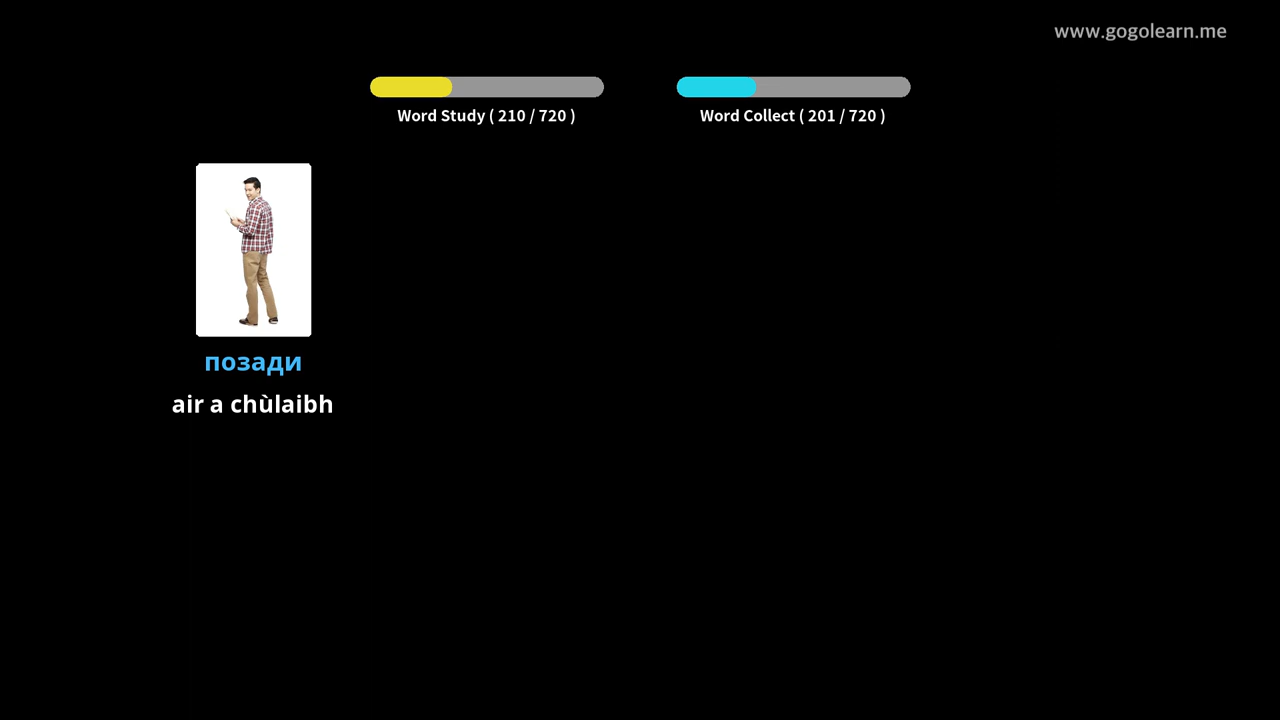 www.gogolearn.me
Word Study ( 210 / 720 )
Word Collect ( 201 / 720 )
позади
air a chùlaibh